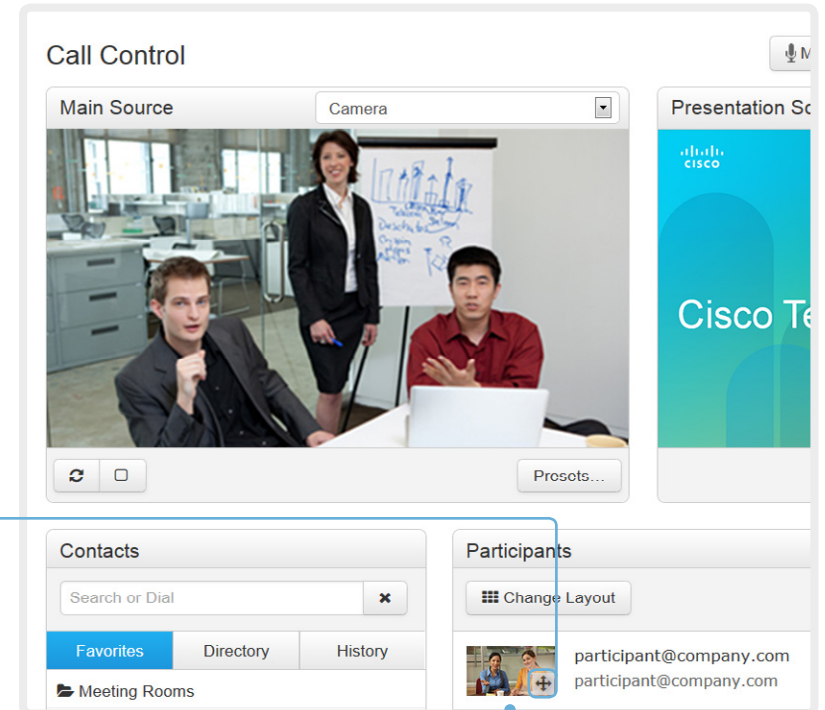 Call Control
M
Main Source
Camera
Presentation So
cisco
Cisco Te
Presets...
Contacts
Participants
Search or Dial
Change Layout
Favorites
Directory
History
participant@company.com
participant@company.com
Meeting Rooms